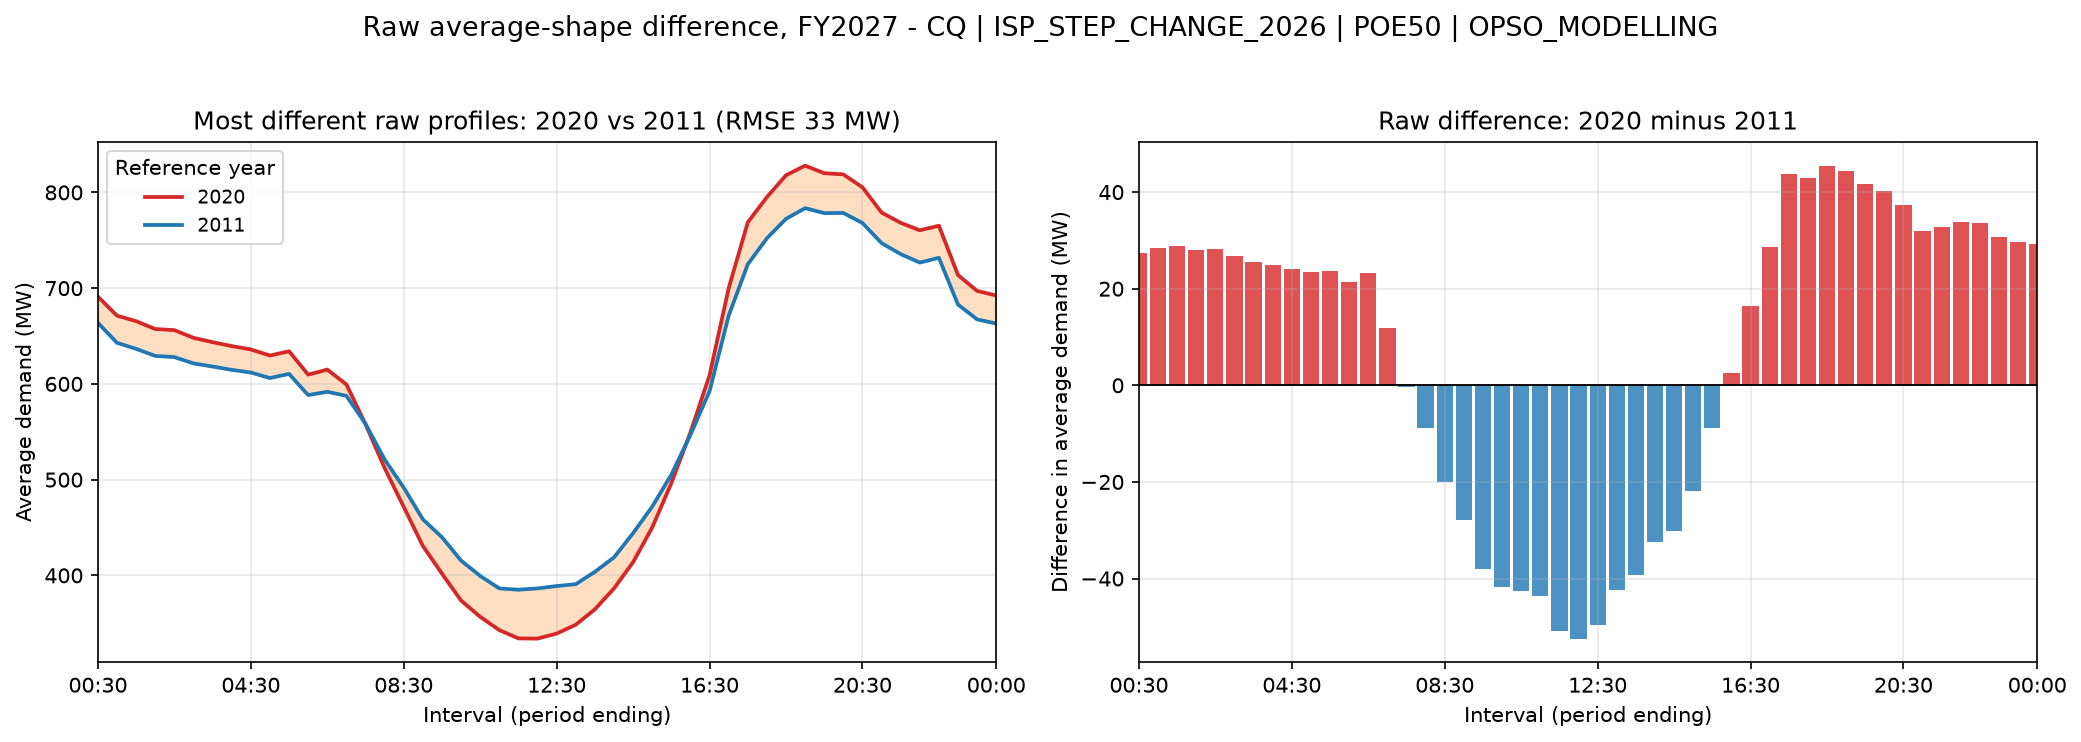 Raw average-shape difference, FY2027 - CQ | ISP_STEP_CHANGE_2026 | POE50 | OPSO_MODELLING
Most different raw profiles: 2020 vs 2011 (RMSE 33 MW)
Average demand (MW)
800
700
600
500
400
Reference year
2020
2011
00:30 04:30 08:30 12:30 16:30 20:30 00:00
Interval (period ending)
Raw difference: 2020 minus 2011
Difference in average demand (MW)
40
20
0
−20
−40
00:30 04:30 08:30 12:30 16:30 20:30 00:00
Interval (period ending)